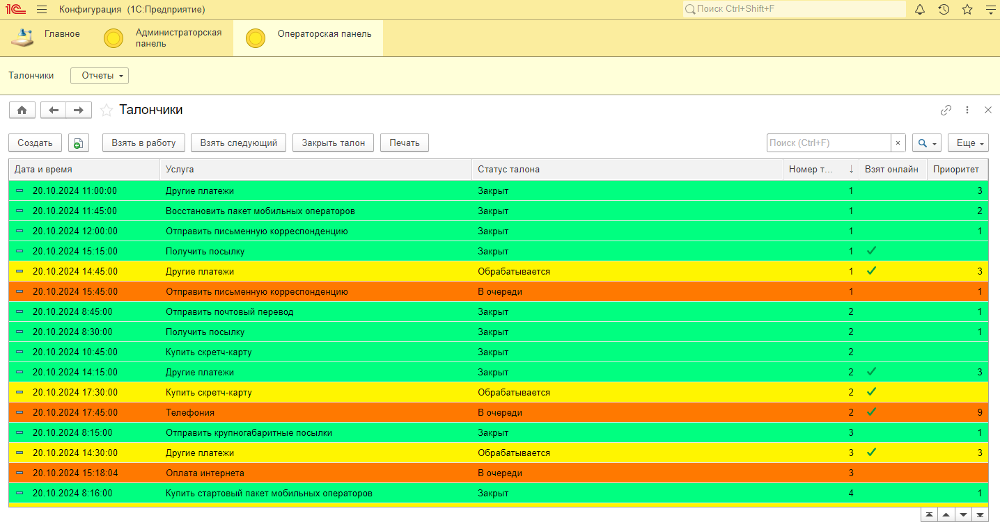 1С Конфигурация (1С:Предприятие) Поиск Ctrl+Shift+F
Главное Администраторская панель Операторская панель
Талончики Отчеты
Талончики
Создать Взять в работу Взять следующий Закрыть талон Печать Поиск (Ctrl+F) × Еще
Дата и время Услуга Статус талона Номер т... ↓ Взят онлайн Приоритет
20.10.2024 11:00:00 Другие платежи Закрыт 1 3
20.10.2024 11:45:00 Восстановить пакет мобильных операторов Закрыт 1 2
20.10.2024 12:00:00 Отправить письменную корреспонденцию Закрыт 1 1
20.10.2024 15:15:00 Получить посылку Закрыт 1
20.10.2024 14:45:00 Другие платежи Обрабатывается 1 3
20.10.2024 15:45:00 Отправить письменную корреспонденцию В очереди 1 1
20.10.2024 8:45:00 Отправить почтовый перевод Закрыт 2 1
20.10.2024 8:30:00 Получить посылку Закрыт 2 1
20.10.2024 10:45:00 Купить скретч-карту Закрыт 2
20.10.2024 14:15:00 Другие платежи Закрыт 2 3
20.10.2024 17:30:00 Купить скретч-карту Обрабатывается 2
20.10.2024 17:45:00 Телефония В очереди 2 9
20.10.2024 8:15:00 Отправить крупногабаритные посылки Закрыт 3 1
20.10.2024 14:30:00 Другие платежи Обрабатывается 3 3
20.10.2024 15:18:04 Оплата интернета В очереди 3
20.10.2024 8:16:00 Купить стартовый пакет мобильных операторов Закрыт 4 1